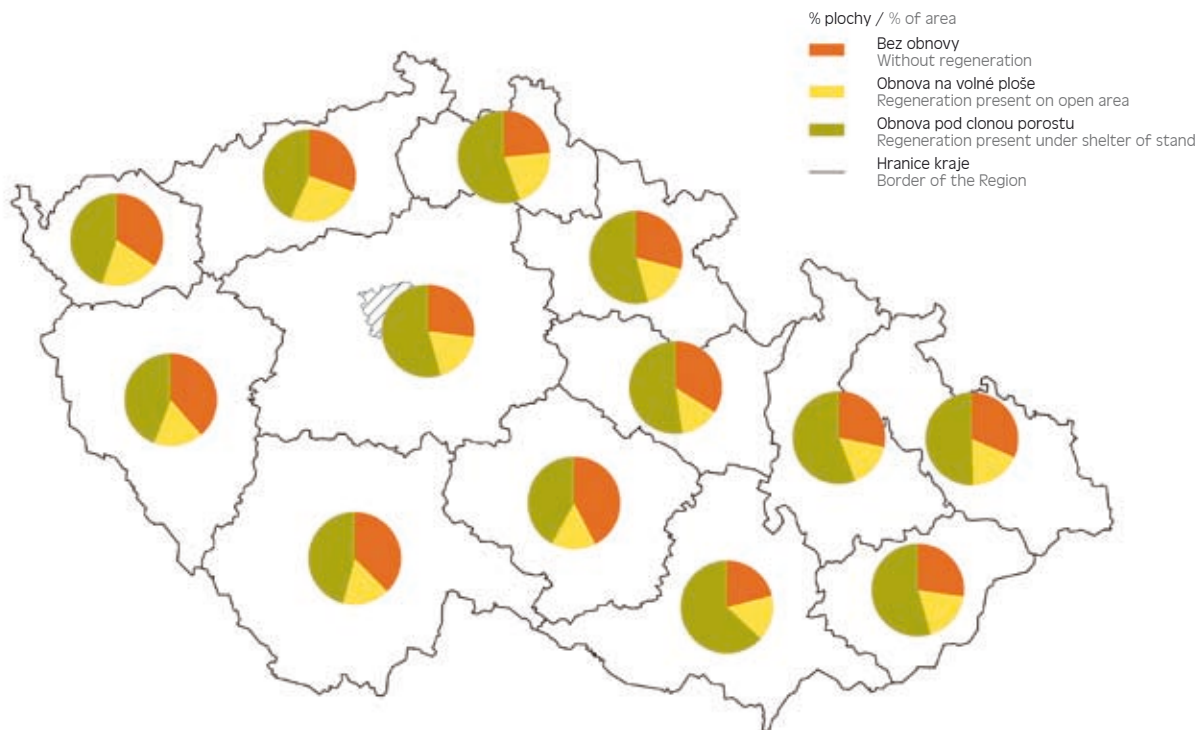 % plochy / % of area
Bez obnovy
Without regeneration
Obnova na volné ploše
Regeneration present on open area
Obnova pod clonou porostu
Regeneration present under shelter of stand
Hranice kraje
Border of the Region